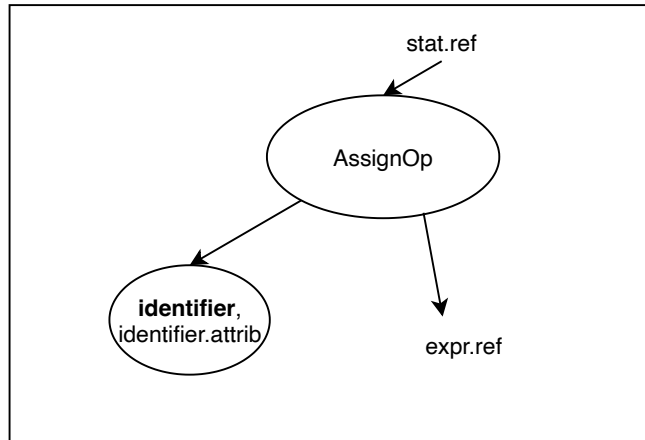 stat.ref
AssignOp
identifier,
identifier.attrib
expr.ref